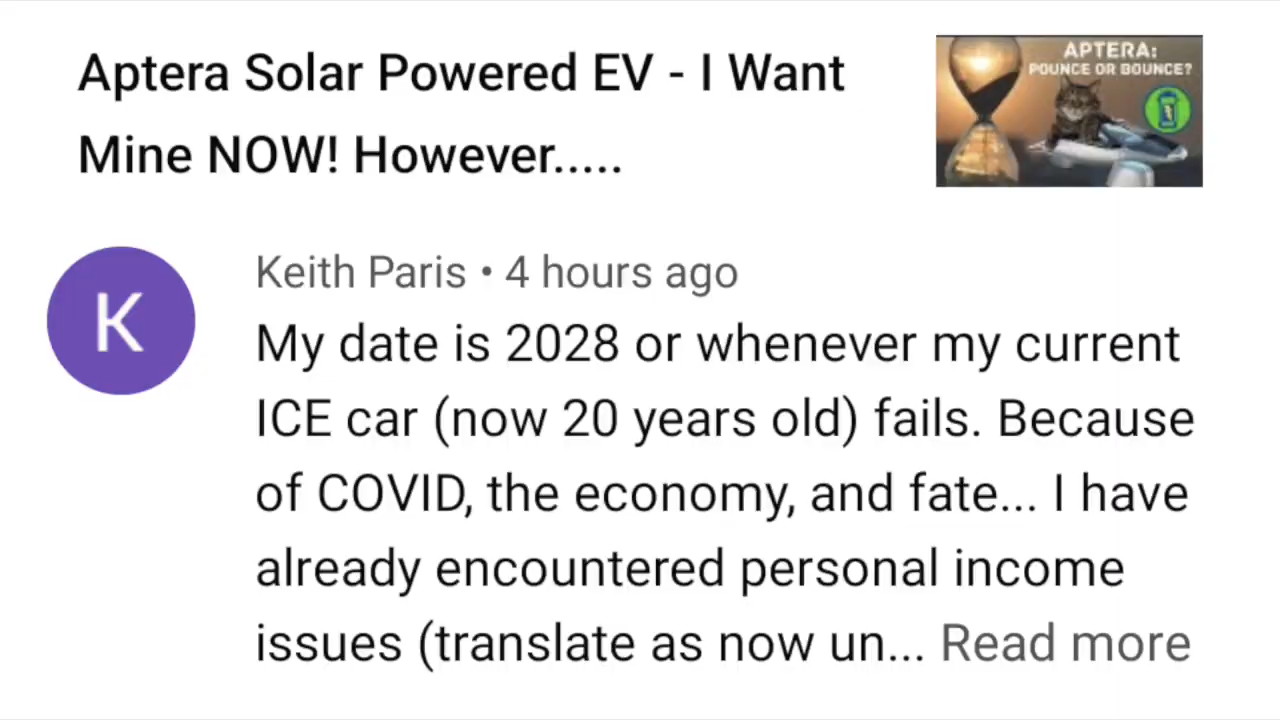 Aptera Solar Powered EV - I Want
Mine NOW! However.....
APTERA:
POUNCE OR BOUNCE?
K
Keith Paris • 4 hours ago
My date is 2028 or whenever my current
ICE car (now 20 years old) fails. Because
of COVID, the economy, and fate... I have
already encountered personal income
issues (translate as now un... Read more